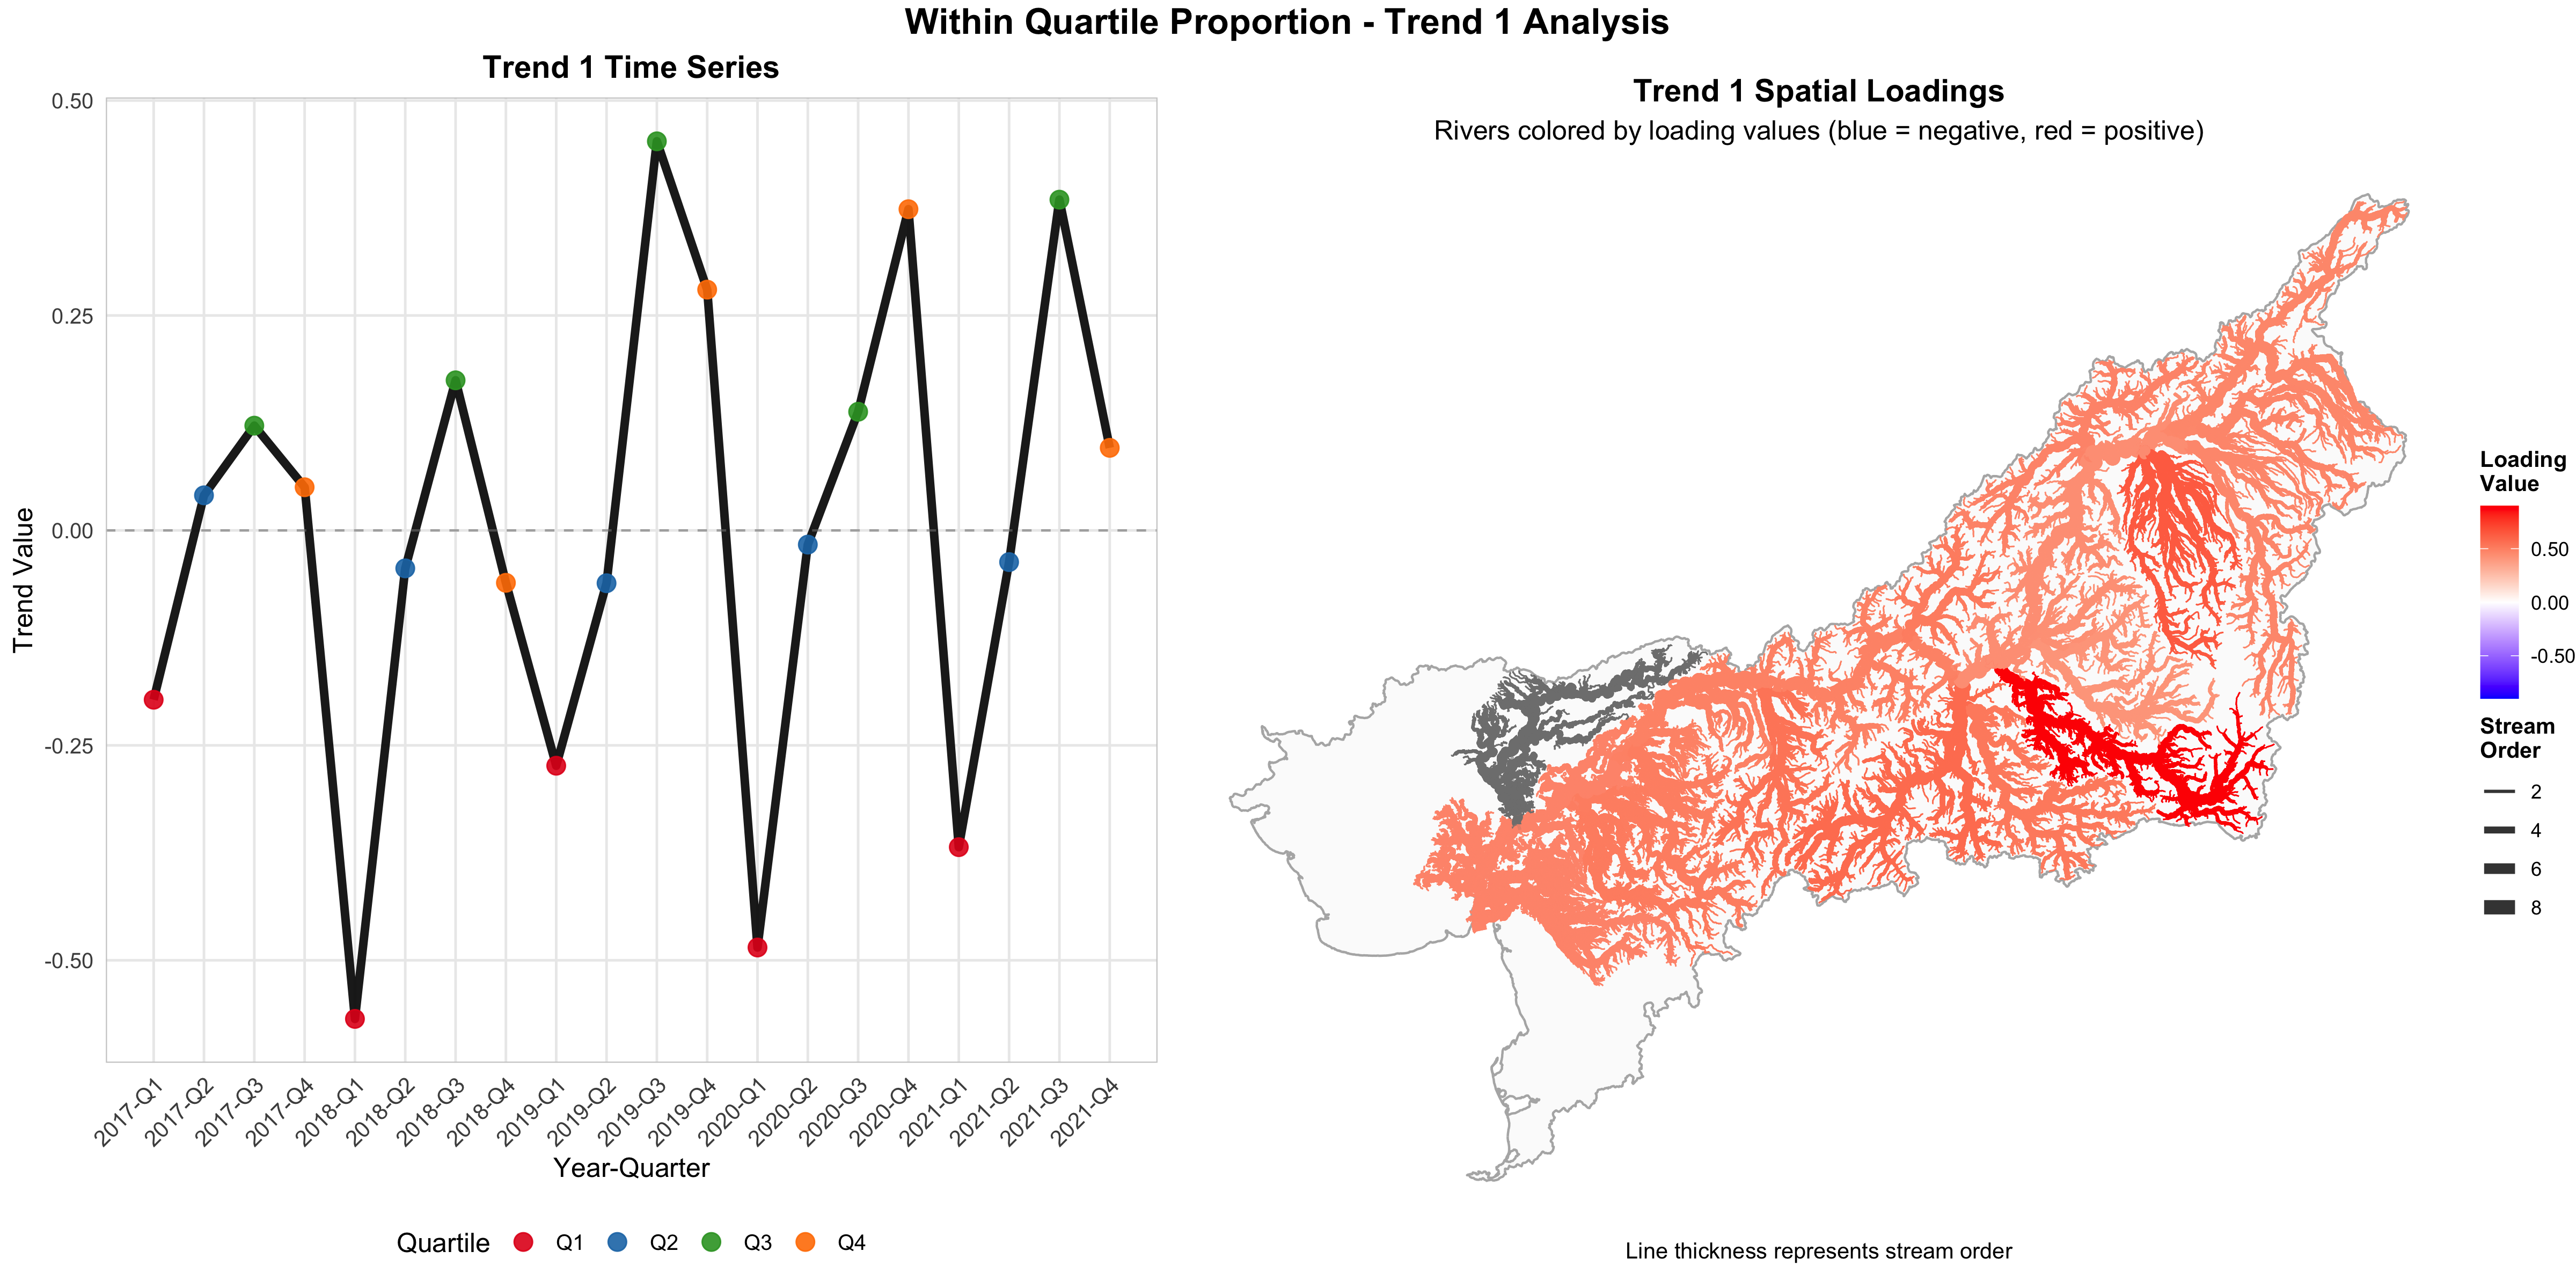 Within Quartile Proportion - Trend 1 Analysis
Trend 1 Time Series
Trend Value
0.50
0.25
0.00
-0.25
-0.50
2017-Q1
2017-Q2
2017-Q3
2017-Q4
2018-Q1
2018-Q2
2018-Q3
2018-Q4
2019-Q1
2019-Q2
2019-Q3
2019-Q4
2020-Q1
2020-Q2
2020-Q3
2020-Q4
2021-Q1
2021-Q2
2021-Q3
2021-Q4
Year-Quarter
Quartile Q1 Q2 Q3 Q4
Trend 1 Spatial Loadings
Rivers colored by loading values (blue = negative, red = positive)
Loading
Value
0.50
0.00
-0.50
Stream
Order
2
4
6
8
Line thickness represents stream order